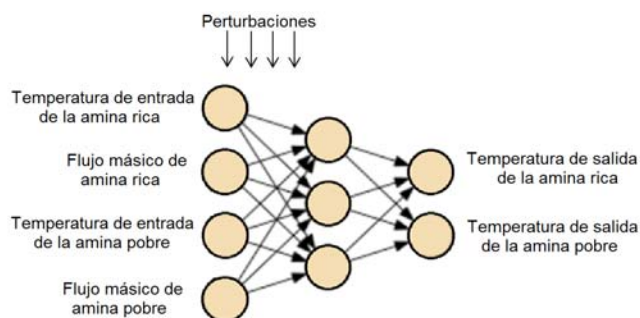 Perturbaciones
Temperatura de entrada
de la amina rica
Flujo másico de
amina rica
Temperatura de entrada
de la amina pobre
Flujo másico de
amina pobre
Temperatura de salida
de la amina rica
Temperatura de salida
de la amina pobre